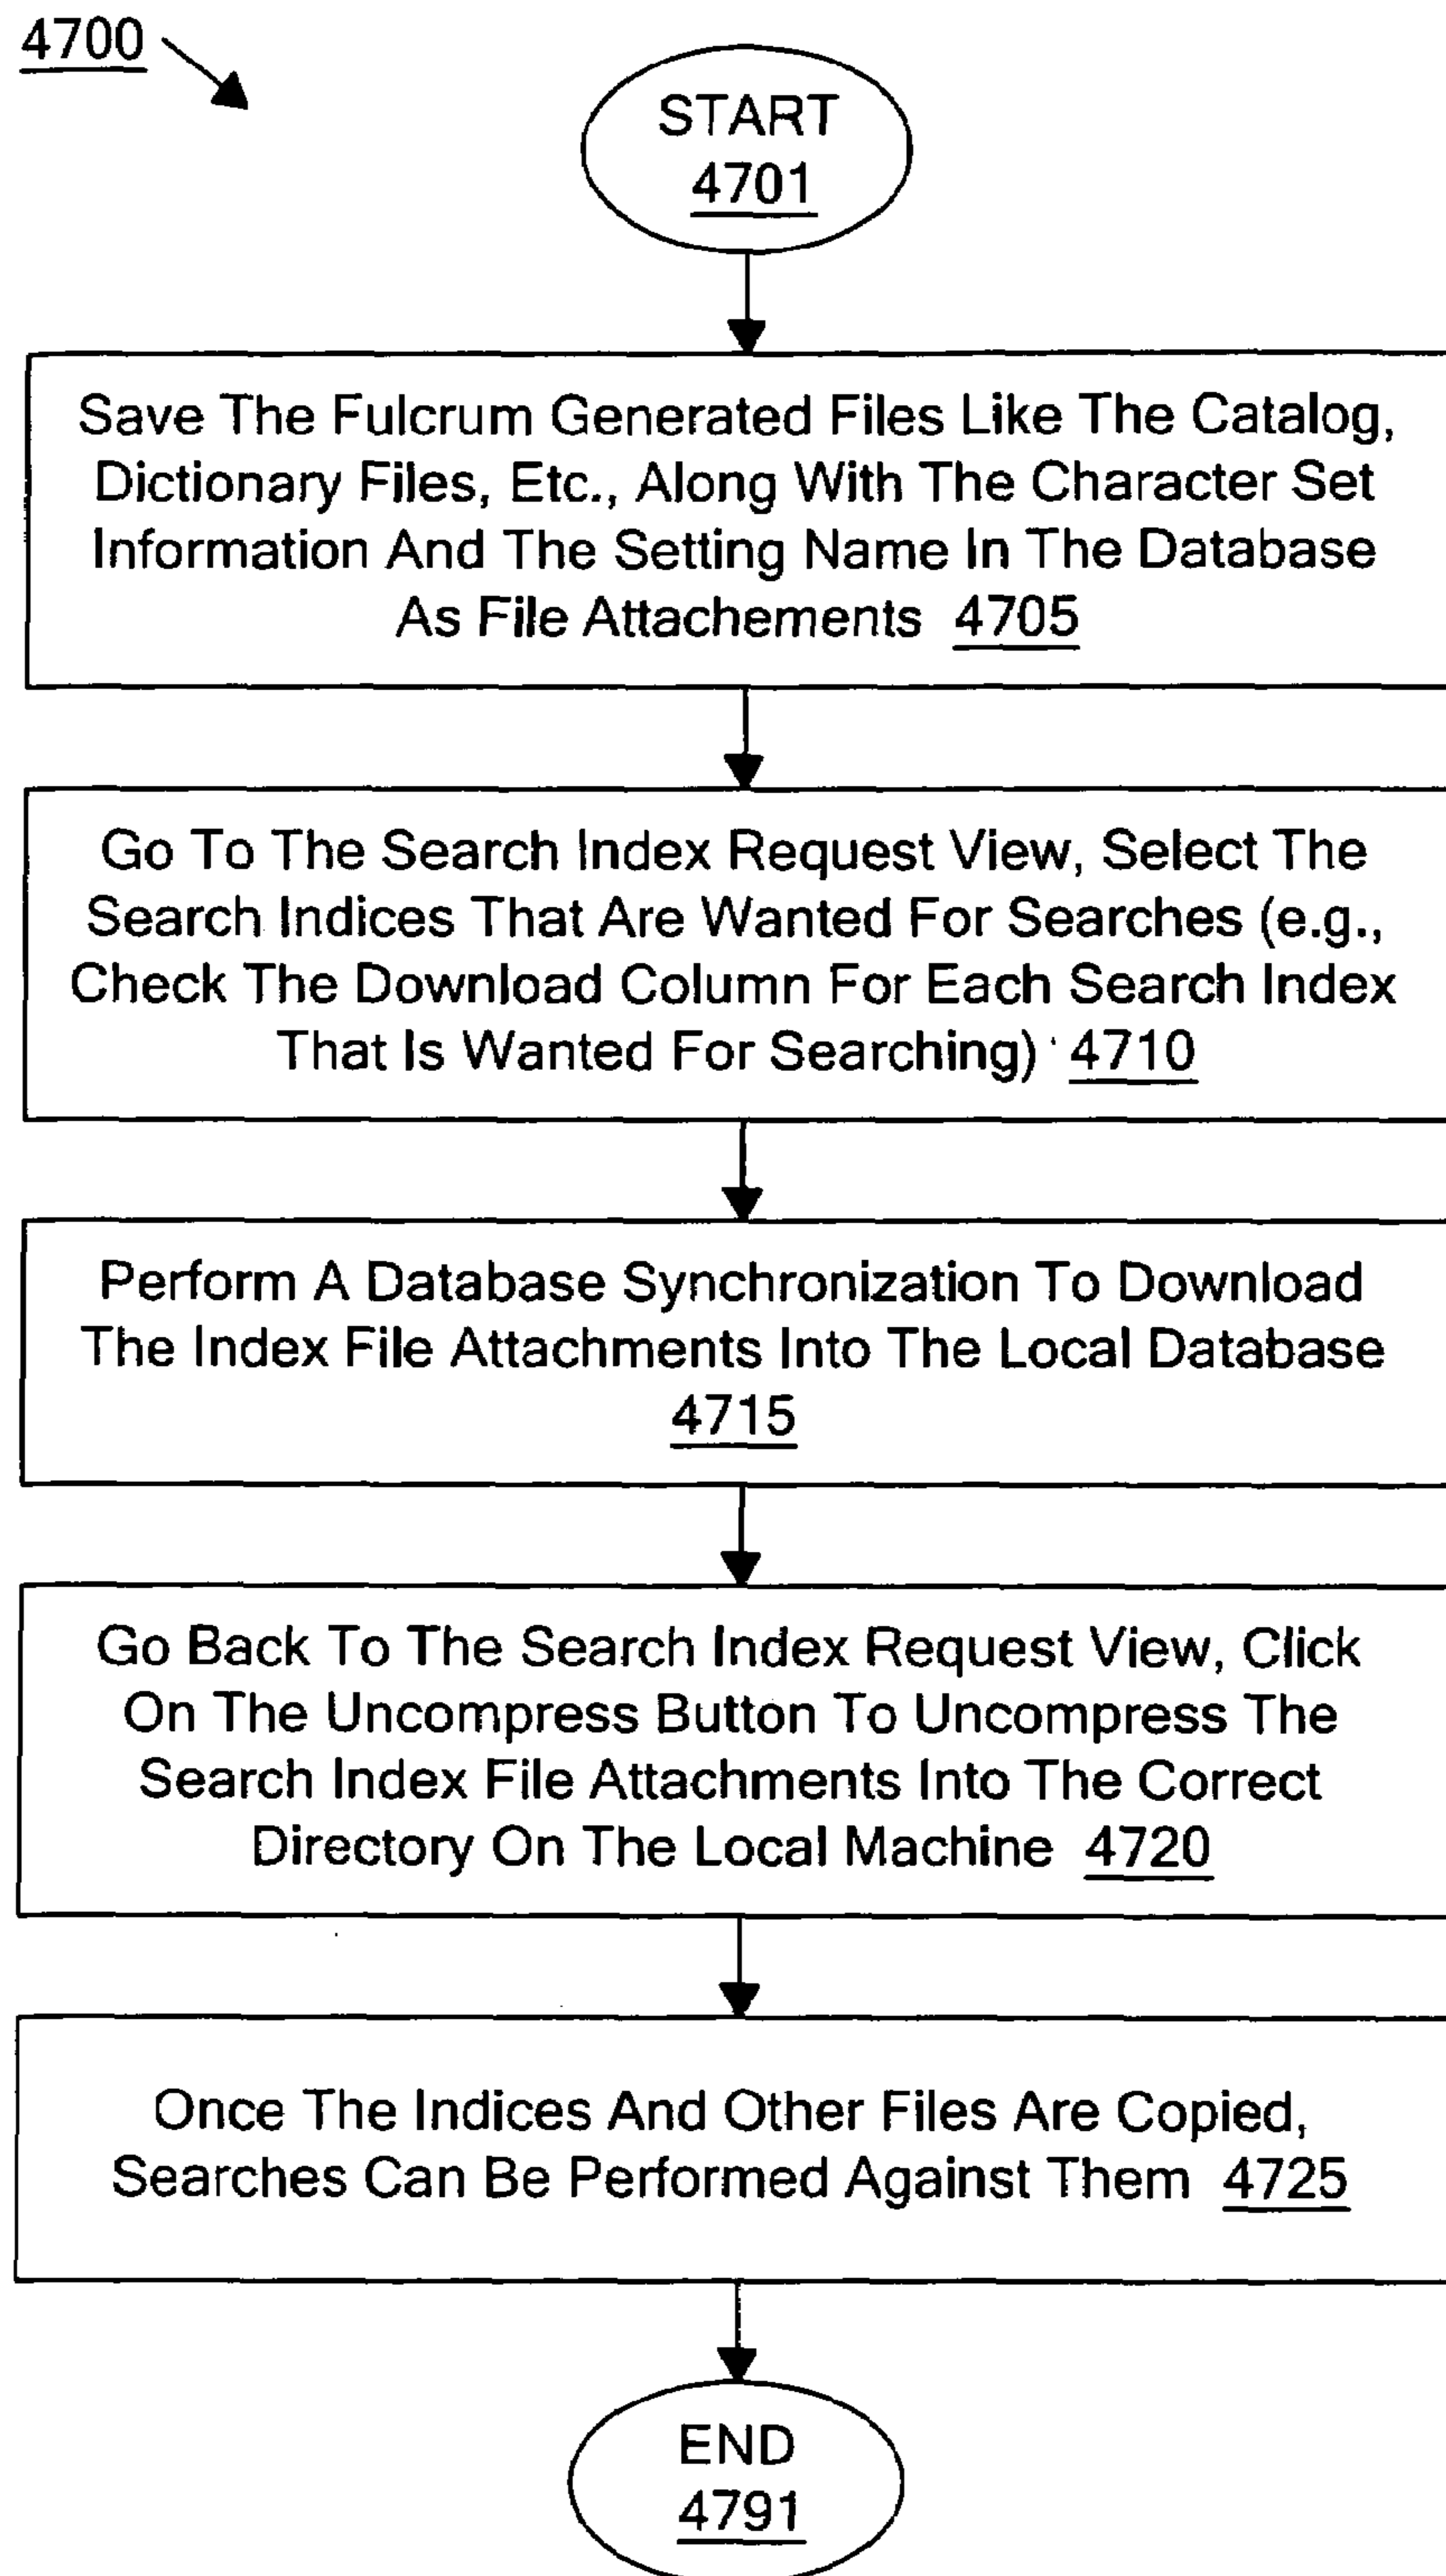 4700
START
4701
Save The Fulcrum Generated Files Like The Catalog,
Dictionary Files, Etc., Along With The Character Set
Information And The Setting Name In The Database
As File Attachements 4705
Go To The Search Index Request View, Select The
Search Indices That Are Wanted For Searches (e.g.,
Check The Download Column For Each Search Index
That Is Wanted For Searching) 4710
Perform A Database Synchronization To Download
The Index File Attachments Into The Local Database
4715
Go Back To The Search Index Request View, Click
On The Uncompress Button To Uncompress The
Search Index File Attachments Into The Correct
Directory On The Local Machine 4720
Once The Indices And Other Files Are Copied,
Searches Can Be Performed Against Them 4725
END
4791